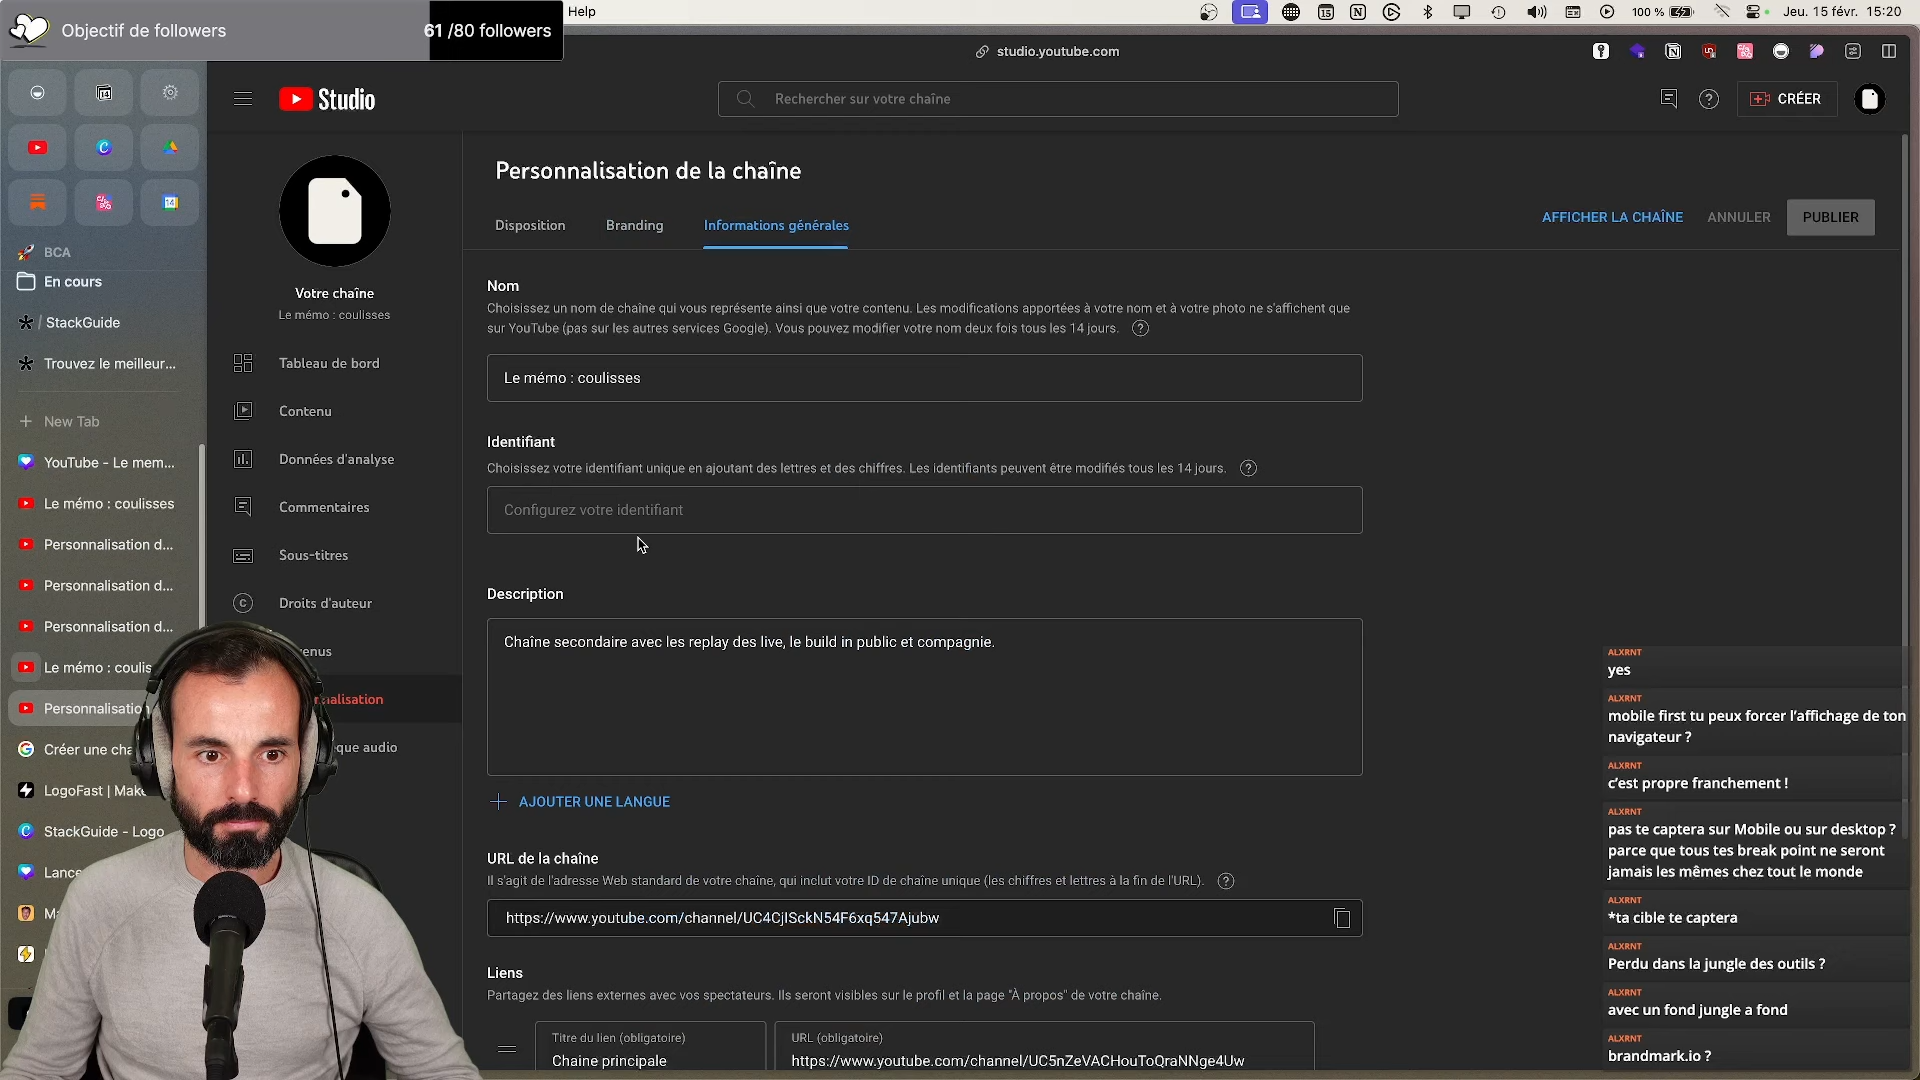 Objectif de followers
61 /80 followers
Help
100 %
Jeu. 15 févr. 15:20
studio.youtube.com
Studio
Rechercher sur votre chaîne
CRÉER
Personnalisation de la chaîne
Disposition
Branding
Informations générales
AFFICHER LA CHAÎNE
ANNULER
PUBLIER
BCA
En cours
/ StackGuide
Trouvez le meilleur...
New Tab
YouTube - Le mem...
Le mémo : coulisses
Personnalisation d...
Personnalisation d...
Personnalisation d...
Le mémo : coulis
Personnalisation
Créer une cha
LogoFast | Make
StackGuide - Logo
Lance
Votre chaîne
Le mémo : coulisses
Tableau de bord
Contenu
Données d'analyse
Commentaires
Sous-titres
Droits d'auteur
enus
nalisation
que audio
Nom
Choisissez un nom de chaîne qui vous représente ainsi que votre contenu. Les modifications apportées à votre nom et à votre photo ne s'affichent que
sur YouTube (pas sur les autres services Google). Vous pouvez modifier votre nom deux fois tous les 14 jours.
Le mémo : coulisses
Identifiant
Choisissez votre identifiant unique en ajoutant des lettres et des chiffres. Les identifiants peuvent être modifiés tous les 14 jours.
Configurez votre identifiant
Description
Chaîne secondaire avec les replay des live, le build in public et compagnie.
AJOUTER UNE LANGUE
URL de la chaîne
Il s'agit de l'adresse Web standard de votre chaîne, qui inclut votre ID de chaîne unique (les chiffres et lettres à la fin de l'URL).
https://www.youtube.com/channel/UC4CjISckN54F6xq547Ajubw
Liens
Partagez des liens externes avec vos spectateurs. Ils seront visibles sur le profil et la page "À propos" de votre chaîne.
Titre du lien (obligatoire)
Chaine principale
URL (obligatoire)
https://www.youtube.com/channel/UC5nZeVACHouToQraNNge4Uw
ALXRNT
yes
ALXRNT
mobile first tu peux forcer l'affichage de ton
navigateur ?
ALXRNT
c'est propre franchement !
ALXRNT
pas te captera sur Mobile ou sur desktop ?
parce que tous tes break point ne seront
jamais les mêmes chez tout le monde
ALXRNT
*ta cible te captera
ALXRNT
Perdu dans la jungle des outils ?
ALXRNT
avec un fond jungle a fond
ALXRNT
brandmark.io ?